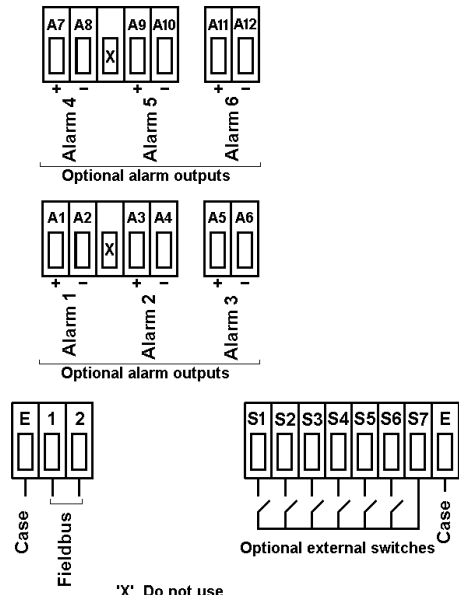 A7 A8 X A9 A10 A11 A12
+ − + − + −
Alarm 4 Alarm 5 Alarm 6
Optional alarm outputs
A1 A2 X A3 A4 A5 A6
+ − + − + −
Alarm 1 Alarm 2 Alarm 3
Optional alarm outputs
E 1 2
Case Fieldbus
S1 S2 S3 S4 S5 S6 S7 E
Case
Optional external switches
'X' Do not use